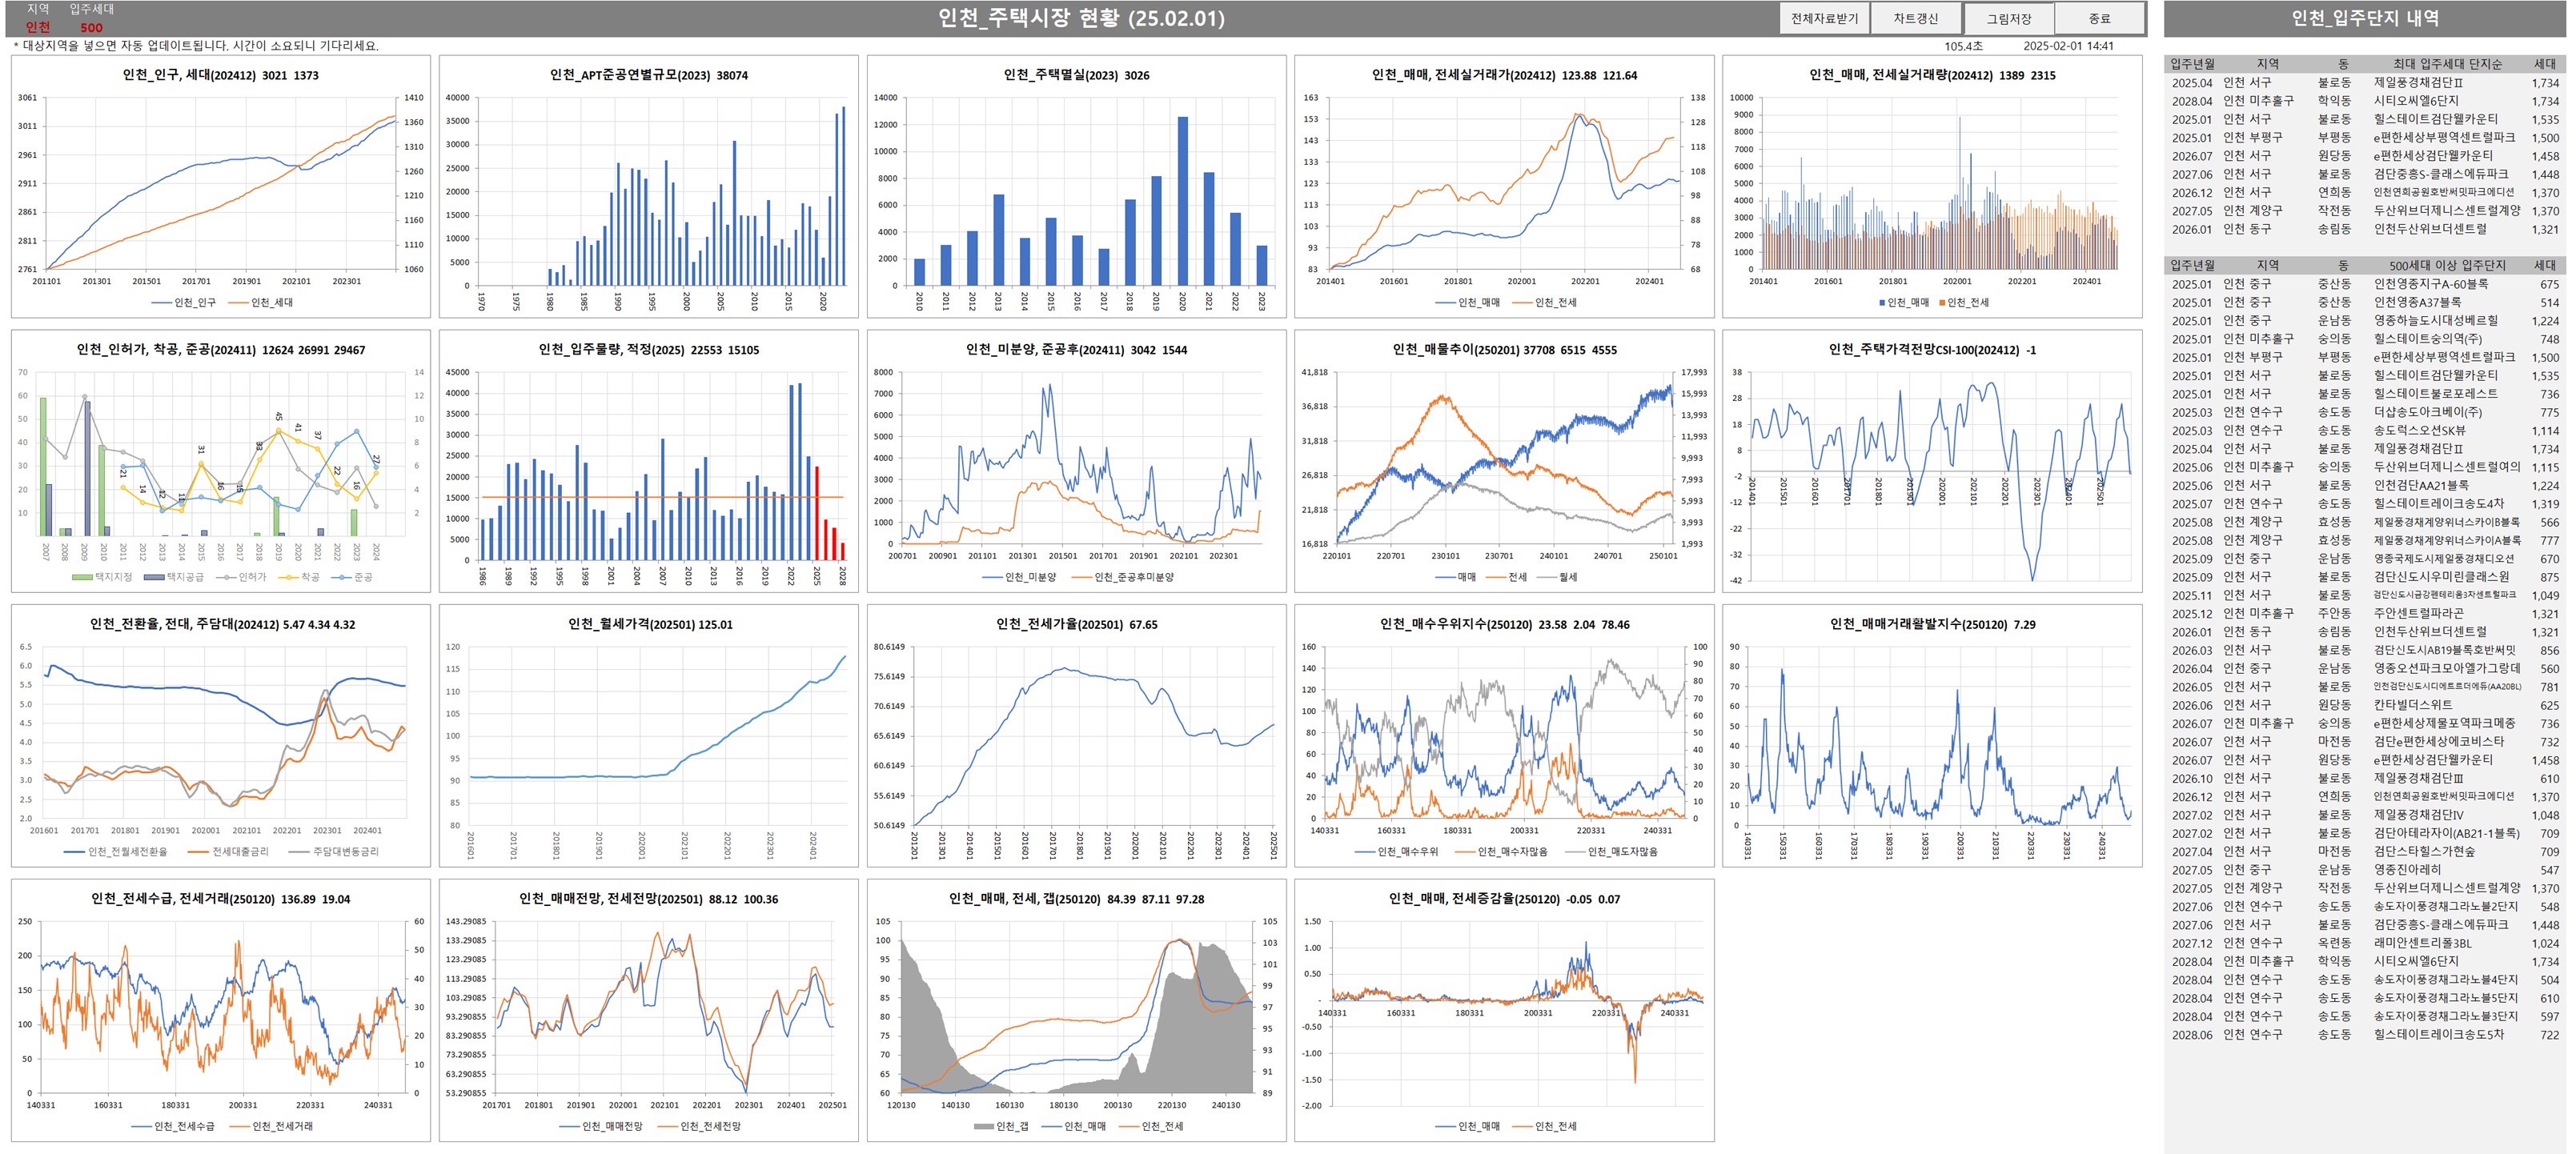 지역 입주세대
인천 500
인천_주택시장 현황 (25.02.01)
전체자료받기 차트갱신 그림저장 종료
* 대상지역을 넣으면 자동 업데이트됩니다. 시간이 소요되니 기다리세요.
105.4초 2025-02-01 14:41
인천_인구, 세대(202412) 3021 1373
인천_인구 인천_세대
인천_APT준공연별규모(2023) 38074
인천_주택멸실(2023) 3026
인천_매매, 전세실거래가(202412) 123.88 121.64
인천_매매 인천_전세
인천_매매, 전세실거래량(202412) 1389 2315
인천_매매 인천_전세
인천_인허가, 착공, 준공(202411) 12624 26991 29467
택지지정 택지공급 인허가 착공 준공
인천_입주물량, 적정(2025) 22553 15105
인천_미분양, 준공후(202411) 3042 1544
인천_미분양 인천_준공후미분양
인천_매물추이(250201) 37708 6515 4555
매매 전세 월세
인천_주택가격전망CSI-100(202412) -1
인천_전환율, 전대, 주담대(202412) 5.47 4.34 4.32
인천_전월세전환율 전세대출금리 주담대변동금리
인천_월세가격(202501) 125.01
인천_전세가율(202501) 67.65
인천_매수우위지수(250120) 23.58 2.04 78.46
인천_매수우위 인천_매수자많음 인천_매도자많음
인천_매매거래활발지수(250120) 7.29
인천_전세수급, 전세거래(250120) 136.89 19.04
인천_전세수급 인천_전세거래
인천_매매전망, 전세전망(202501) 88.12 100.36
인천_매매전망 인천_전세전망
인천_매매, 전세, 갭(250120) 84.39 87.11 97.28
인천_갭 인천_매매 인천_전세
인천_매매, 전세증감율(250120) -0.05 0.07
인천_매매 인천_전세
인천_입주단지 내역
입주년월 지역 동 최대 입주세대 단지순 세대
2025.04 인천 서구 불로동 제일풍경채검단Ⅱ 1,734
2028.04 인천 미추홀구 학익동 시티오씨엘6단지 1,734
2025.01 인천 서구 불로동 힐스테이트검단웰카운티 1,535
2025.01 인천 부평구 부평동 e편한세상부평역센트럴파크 1,500
2026.07 인천 서구 원당동 e편한세상검단웰카운티 1,458
2027.06 인천 서구 불로동 검단중흥S-클래스에듀파크 1,448
2026.12 인천 서구 연희동 인천연희공원호반써밋파크에디션 1,370
2027.05 인천 계양구 작전동 두산위브더제니스센트럴계양 1,370
2026.01 인천 동구 송림동 인천두산위브더센트럴 1,321
입주년월 지역 동 500세대 이상 입주단지 세대
2025.01 인천 중구 중산동 인천영종지구A-60블록 675
2025.01 인천 중구 중산동 인천영종A37블록 514
2025.01 인천 중구 운남동 영종하늘도시대성베르힐 1,224
2025.01 인천 미추홀구 숭의동 힐스테이트숭의역(주) 748
2025.01 인천 부평구 부평동 e편한세상부평역센트럴파크 1,500
2025.01 인천 서구 불로동 힐스테이트검단웰카운티 1,535
2025.01 인천 서구 불로동 힐스테이트불로포레스트 736
2025.03 인천 연수구 송도동 더샵송도아크베이(주) 775
2025.03 인천 연수구 송도동 송도럭스오션SK뷰 1,114
2025.04 인천 서구 불로동 제일풍경채검단Ⅱ 1,734
2025.06 인천 미추홀구 숭의동 두산위브더제니스센트럴여의 1,115
2025.06 인천 서구 불로동 인천검단AA21블록 1,224
2025.07 인천 연수구 송도동 힐스테이트레이크송도4차 1,319
2025.08 인천 계양구 효성동 제일풍경채계양위너스카이B블록 566
2025.08 인천 계양구 효성동 제일풍경채계양위너스카이A블록 777
2025.09 인천 중구 운남동 영종국제도시제일풍경채디오션 670
2025.09 인천 서구 불로동 검단신도시우미린클래스원 875
2025.11 인천 서구 불로동 검단신도시금강펜테리움3차센트럴파크 1,049
2025.12 인천 미추홀구 주안동 주안센트럴파라곤 1,321
2026.01 인천 동구 송림동 인천두산위브더센트럴 1,321
2026.03 인천 서구 불로동 검단신도시AB19블록호반써밋 856
2026.04 인천 중구 운남동 영종오션파크모아엘가그랑데 560
2026.05 인천 서구 불로동 인천검단신도시디에트르더에듀(AA20BL) 781
2026.06 인천 서구 원당동 칸타빌더스위트 625
2026.07 인천 미추홀구 숭의동 e편한세상제물포역파크메종 736
2026.07 인천 서구 마전동 검단e편한세상에코비스타 732
2026.07 인천 서구 원당동 e편한세상검단웰카운티 1,458
2026.10 인천 서구 불로동 제일풍경채검단Ⅲ 610
2026.12 인천 서구 연희동 인천연희공원호반써밋파크에디션 1,370
2027.02 인천 서구 불로동 제일풍경채검단Ⅳ 1,048
2027.02 인천 서구 불로동 검단아테라자이(AB21-1블록) 709
2027.04 인천 서구 마전동 검단스타힐스가현숲 709
2027.05 인천 중구 운남동 영종진아레히 547
2027.05 인천 계양구 작전동 두산위브더제니스센트럴계양 1,370
2027.06 인천 연수구 송도동 송도자이풍경채그라노블2단지 548
2027.06 인천 서구 불로동 검단중흥S-클래스에듀파크 1,448
2027.12 인천 연수구 옥련동 래미안센트리폴3BL 1,024
2028.04 인천 미추홀구 학익동 시티오씨엘6단지 1,734
2028.04 인천 연수구 송도동 송도자이풍경채그라노블4단지 504
2028.04 인천 연수구 송도동 송도자이풍경채그라노블5단지 610
2028.04 인천 연수구 송도동 송도자이풍경채그라노블3단지 597
2028.06 인천 연수구 송도동 힐스테이트레이크송도5차 722